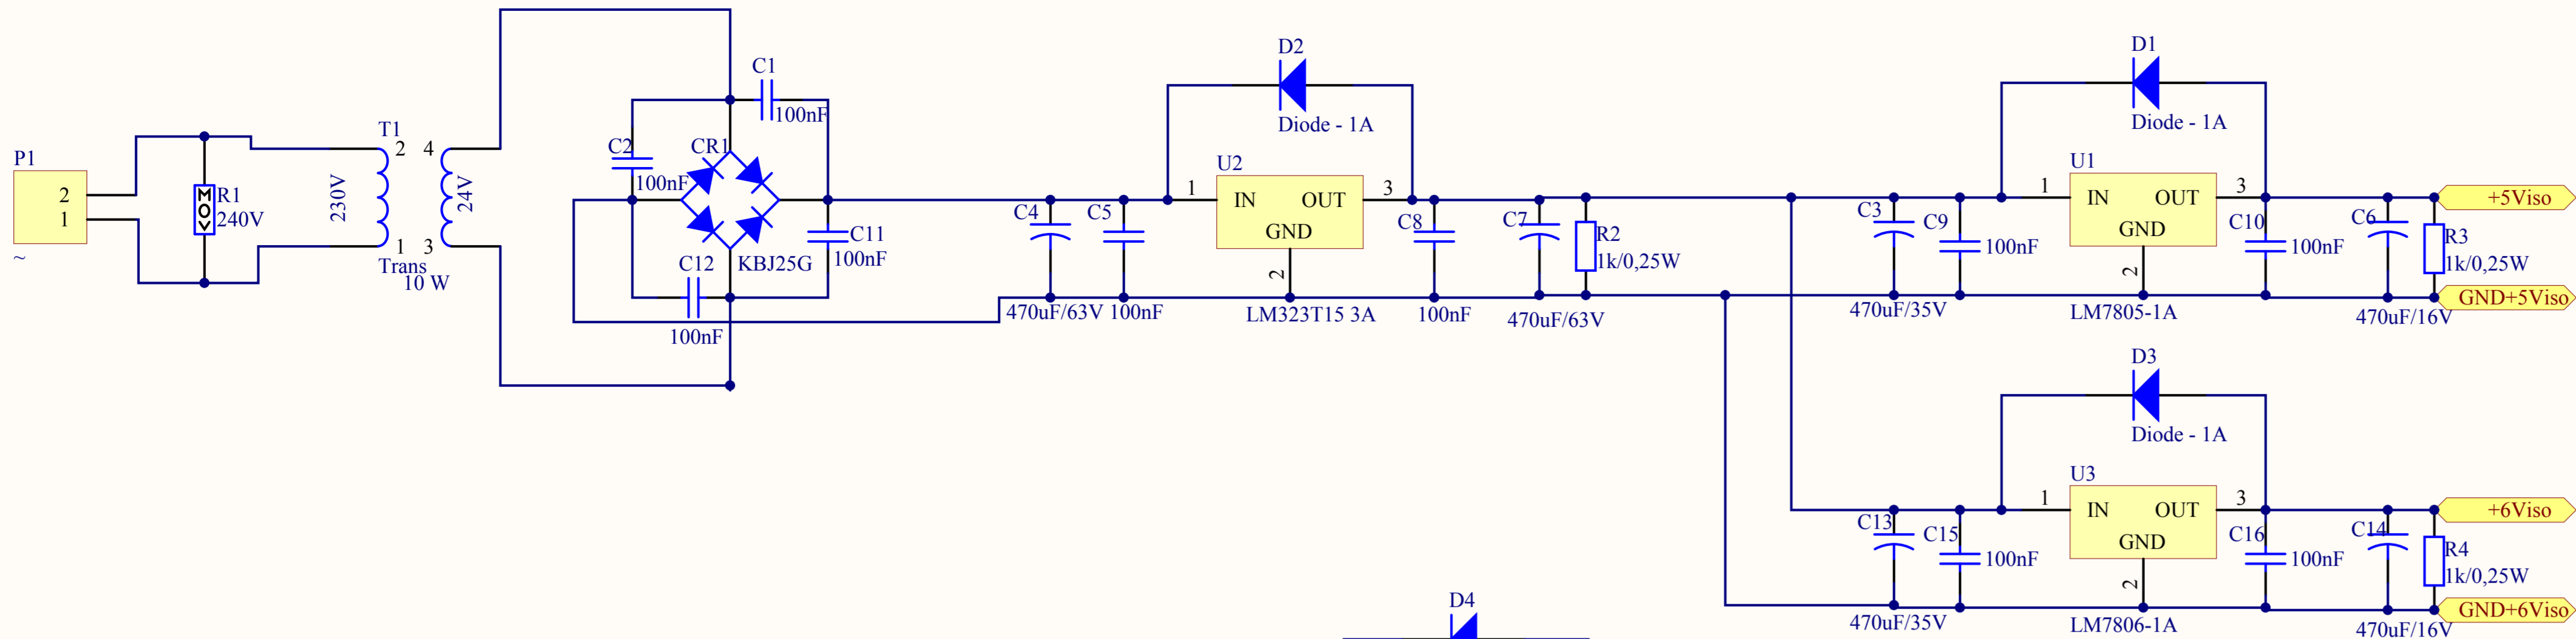 P1
2
1
~
R1
240V
T1
2 4
230V
24V
1 3
Trans
10 W
C1
100nF
C2
100nF
CR1
KBJ25G
C11
100nF
C12
100nF
C4
470uF/63V
C5
100nF
D2
Diode - 1A
U2
1
IN OUT
GND
3
2
LM323T15 3A
C8
100nF
C7
470uF/63V
R2
1k/0,25W
C3
470uF/35V
C9
100nF
D1
Diode - 1A
U1
1
IN OUT
GND
3
2
LM7805-1A
C10
100nF
C6
470uF/16V
R3
1k/0,25W
+5Viso
GND+5Viso
C13
470uF/35V
C15
100nF
D3
Diode - 1A
U3
1
IN OUT
GND
3
2
LM7806-1A
C16
100nF
C14
470uF/16V
R4
1k/0,25W
+6Viso
GND+6Viso
D4
MOV